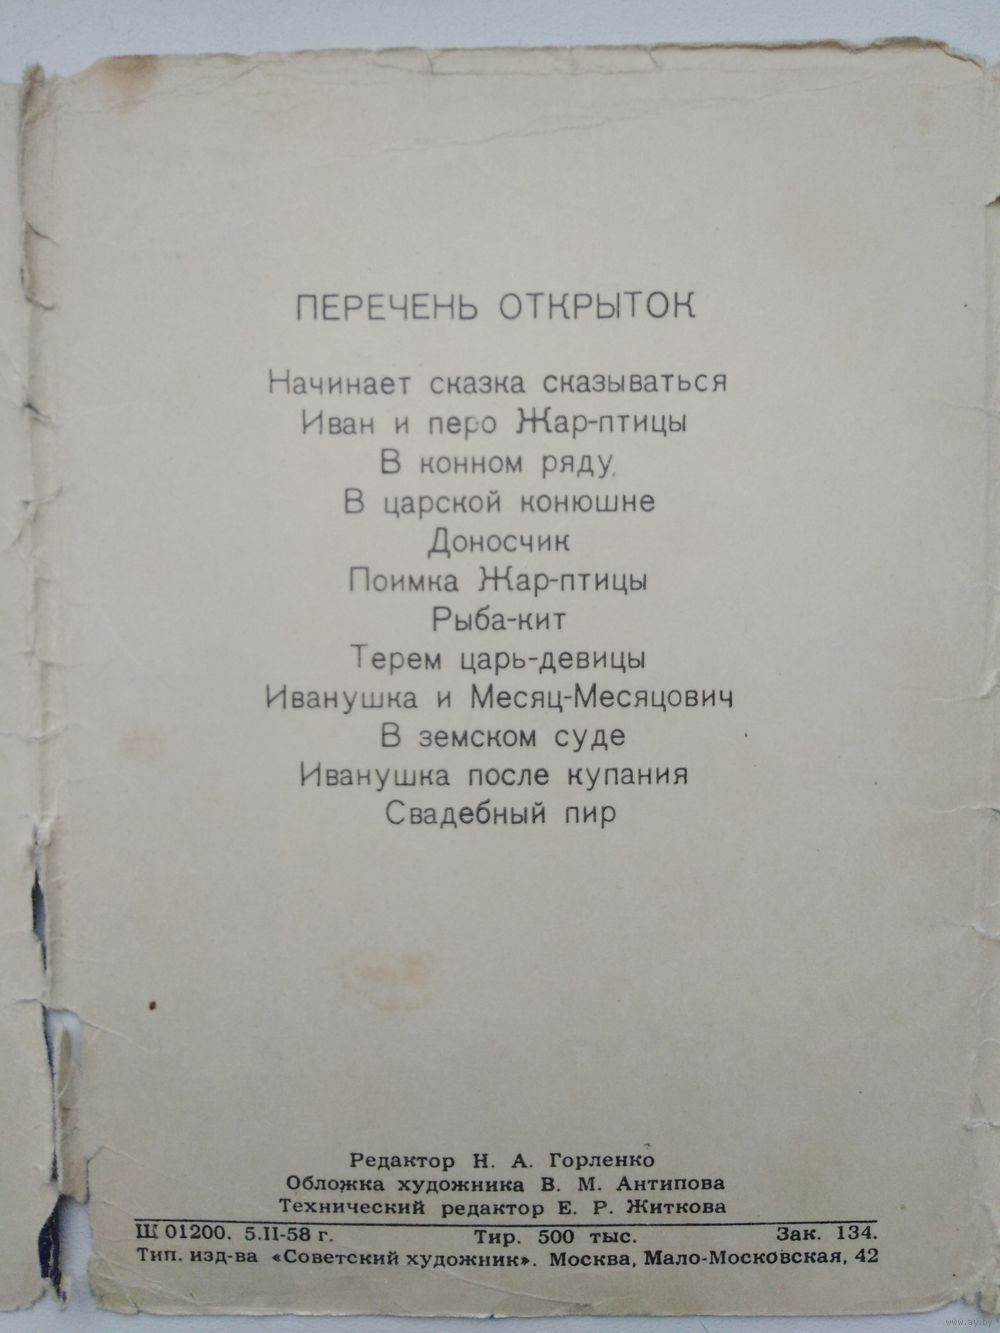 ПЕРЕЧЕНЬ ОТКРЫТОК
Начинает сказка сказываться
Иван и перо Жар-птицы
В конном ряду
В царской конюшне
Доносчик
Поимка Жар-птицы
Рыба-кит
Терем царь-девицы
Иванушка и Месяц-Месяцович
В земском суде
Иванушка после купания
Свадебный пир
Редактор Н. А. Горленко
Обложка художника В. М. Антипова
Технический редактор Е. Р. Житкова
Ш 01200. 5.II-58 г. Тир. 500 тыс. Зак. 134.
Тип. изд-ва «Советский художник». Москва, Мало-Московская, 42
www.ay.by